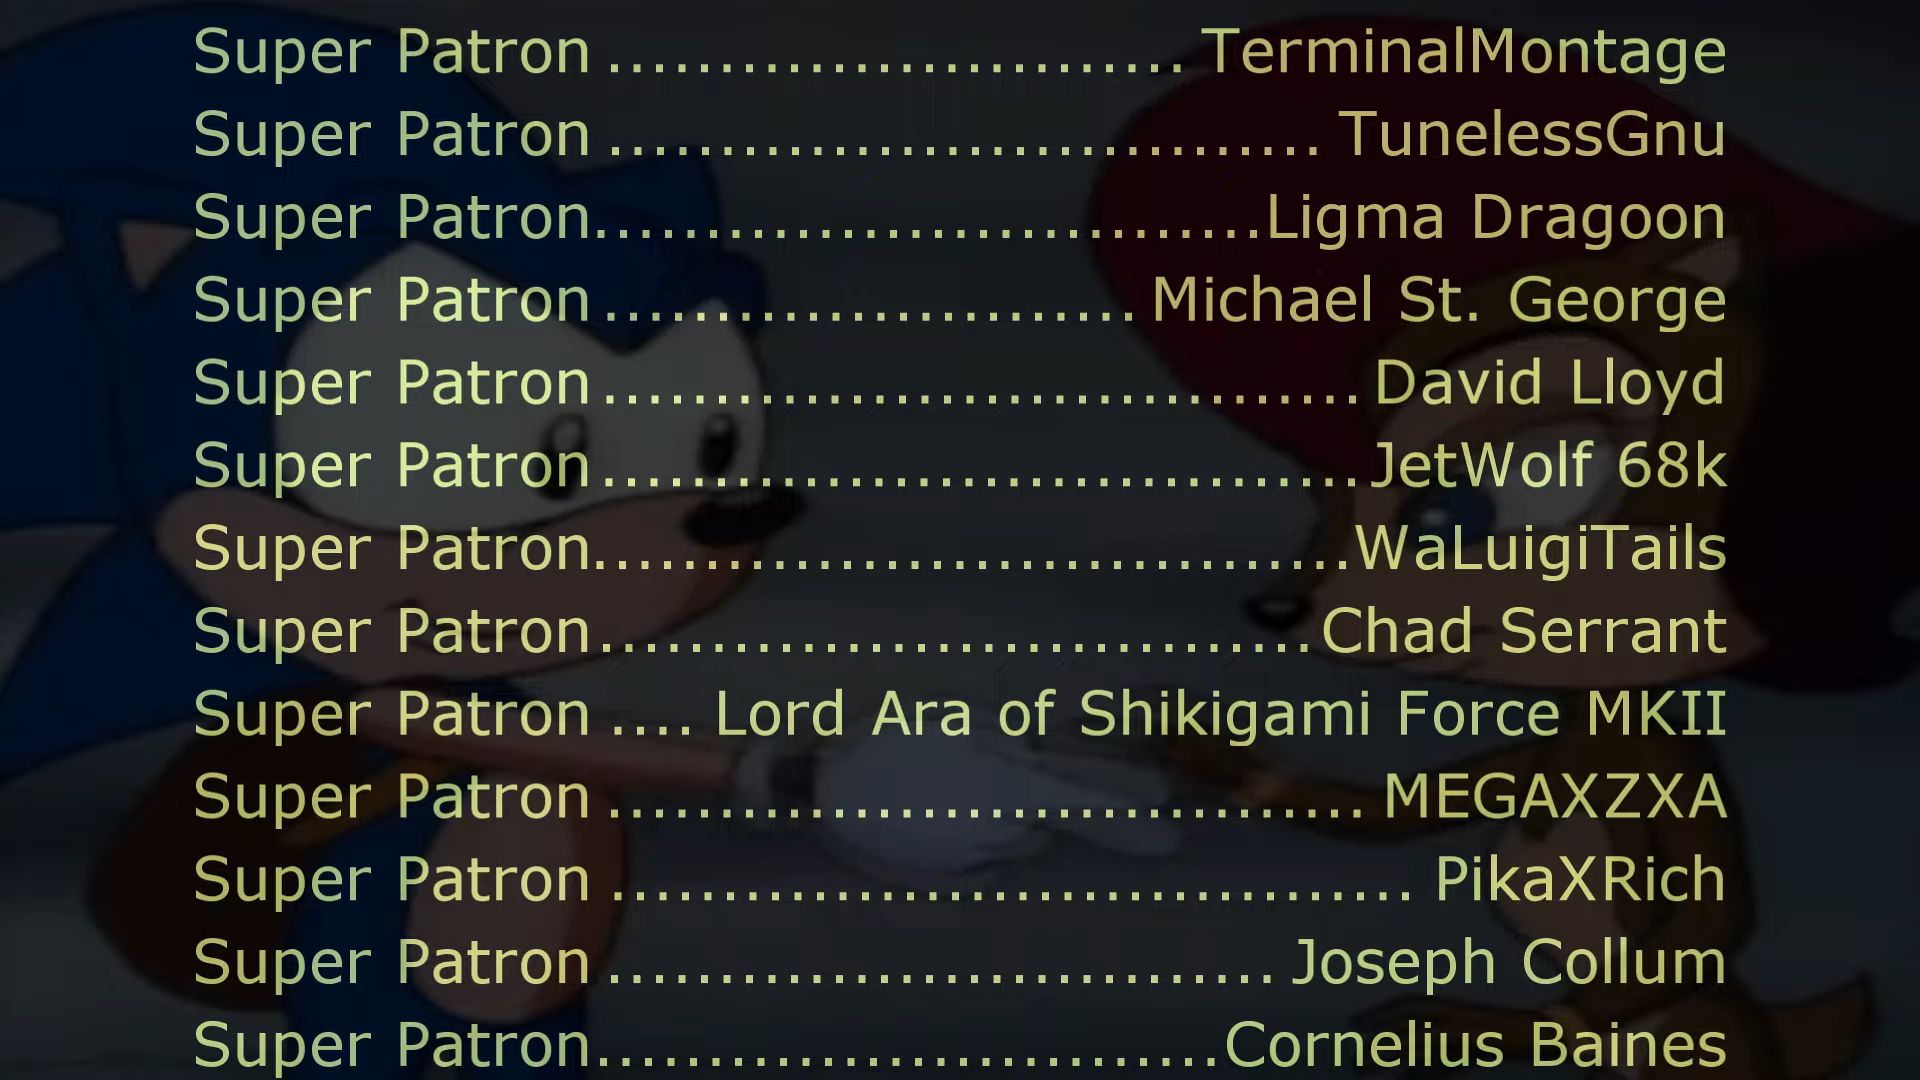 Super Patron .......................... TerminalMontage
Super Patron ................................ TunelessGnu
Super Patron..............................Ligma Dragoon
Super Patron ........................ Michael St. George
Super Patron .................................. David Lloyd
Super Patron ..................................JetWolf 68k
Super Patron..................................WaLuigiTails
Super Patron................................Chad Serrant
Super Patron .... Lord Ara of Shikigami Force MKII
Super Patron .................................. MEGAXZXA
Super Patron .................................... PikaXRich
Super Patron .............................. Joseph Collum
Super Patron............................Cornelius Baines